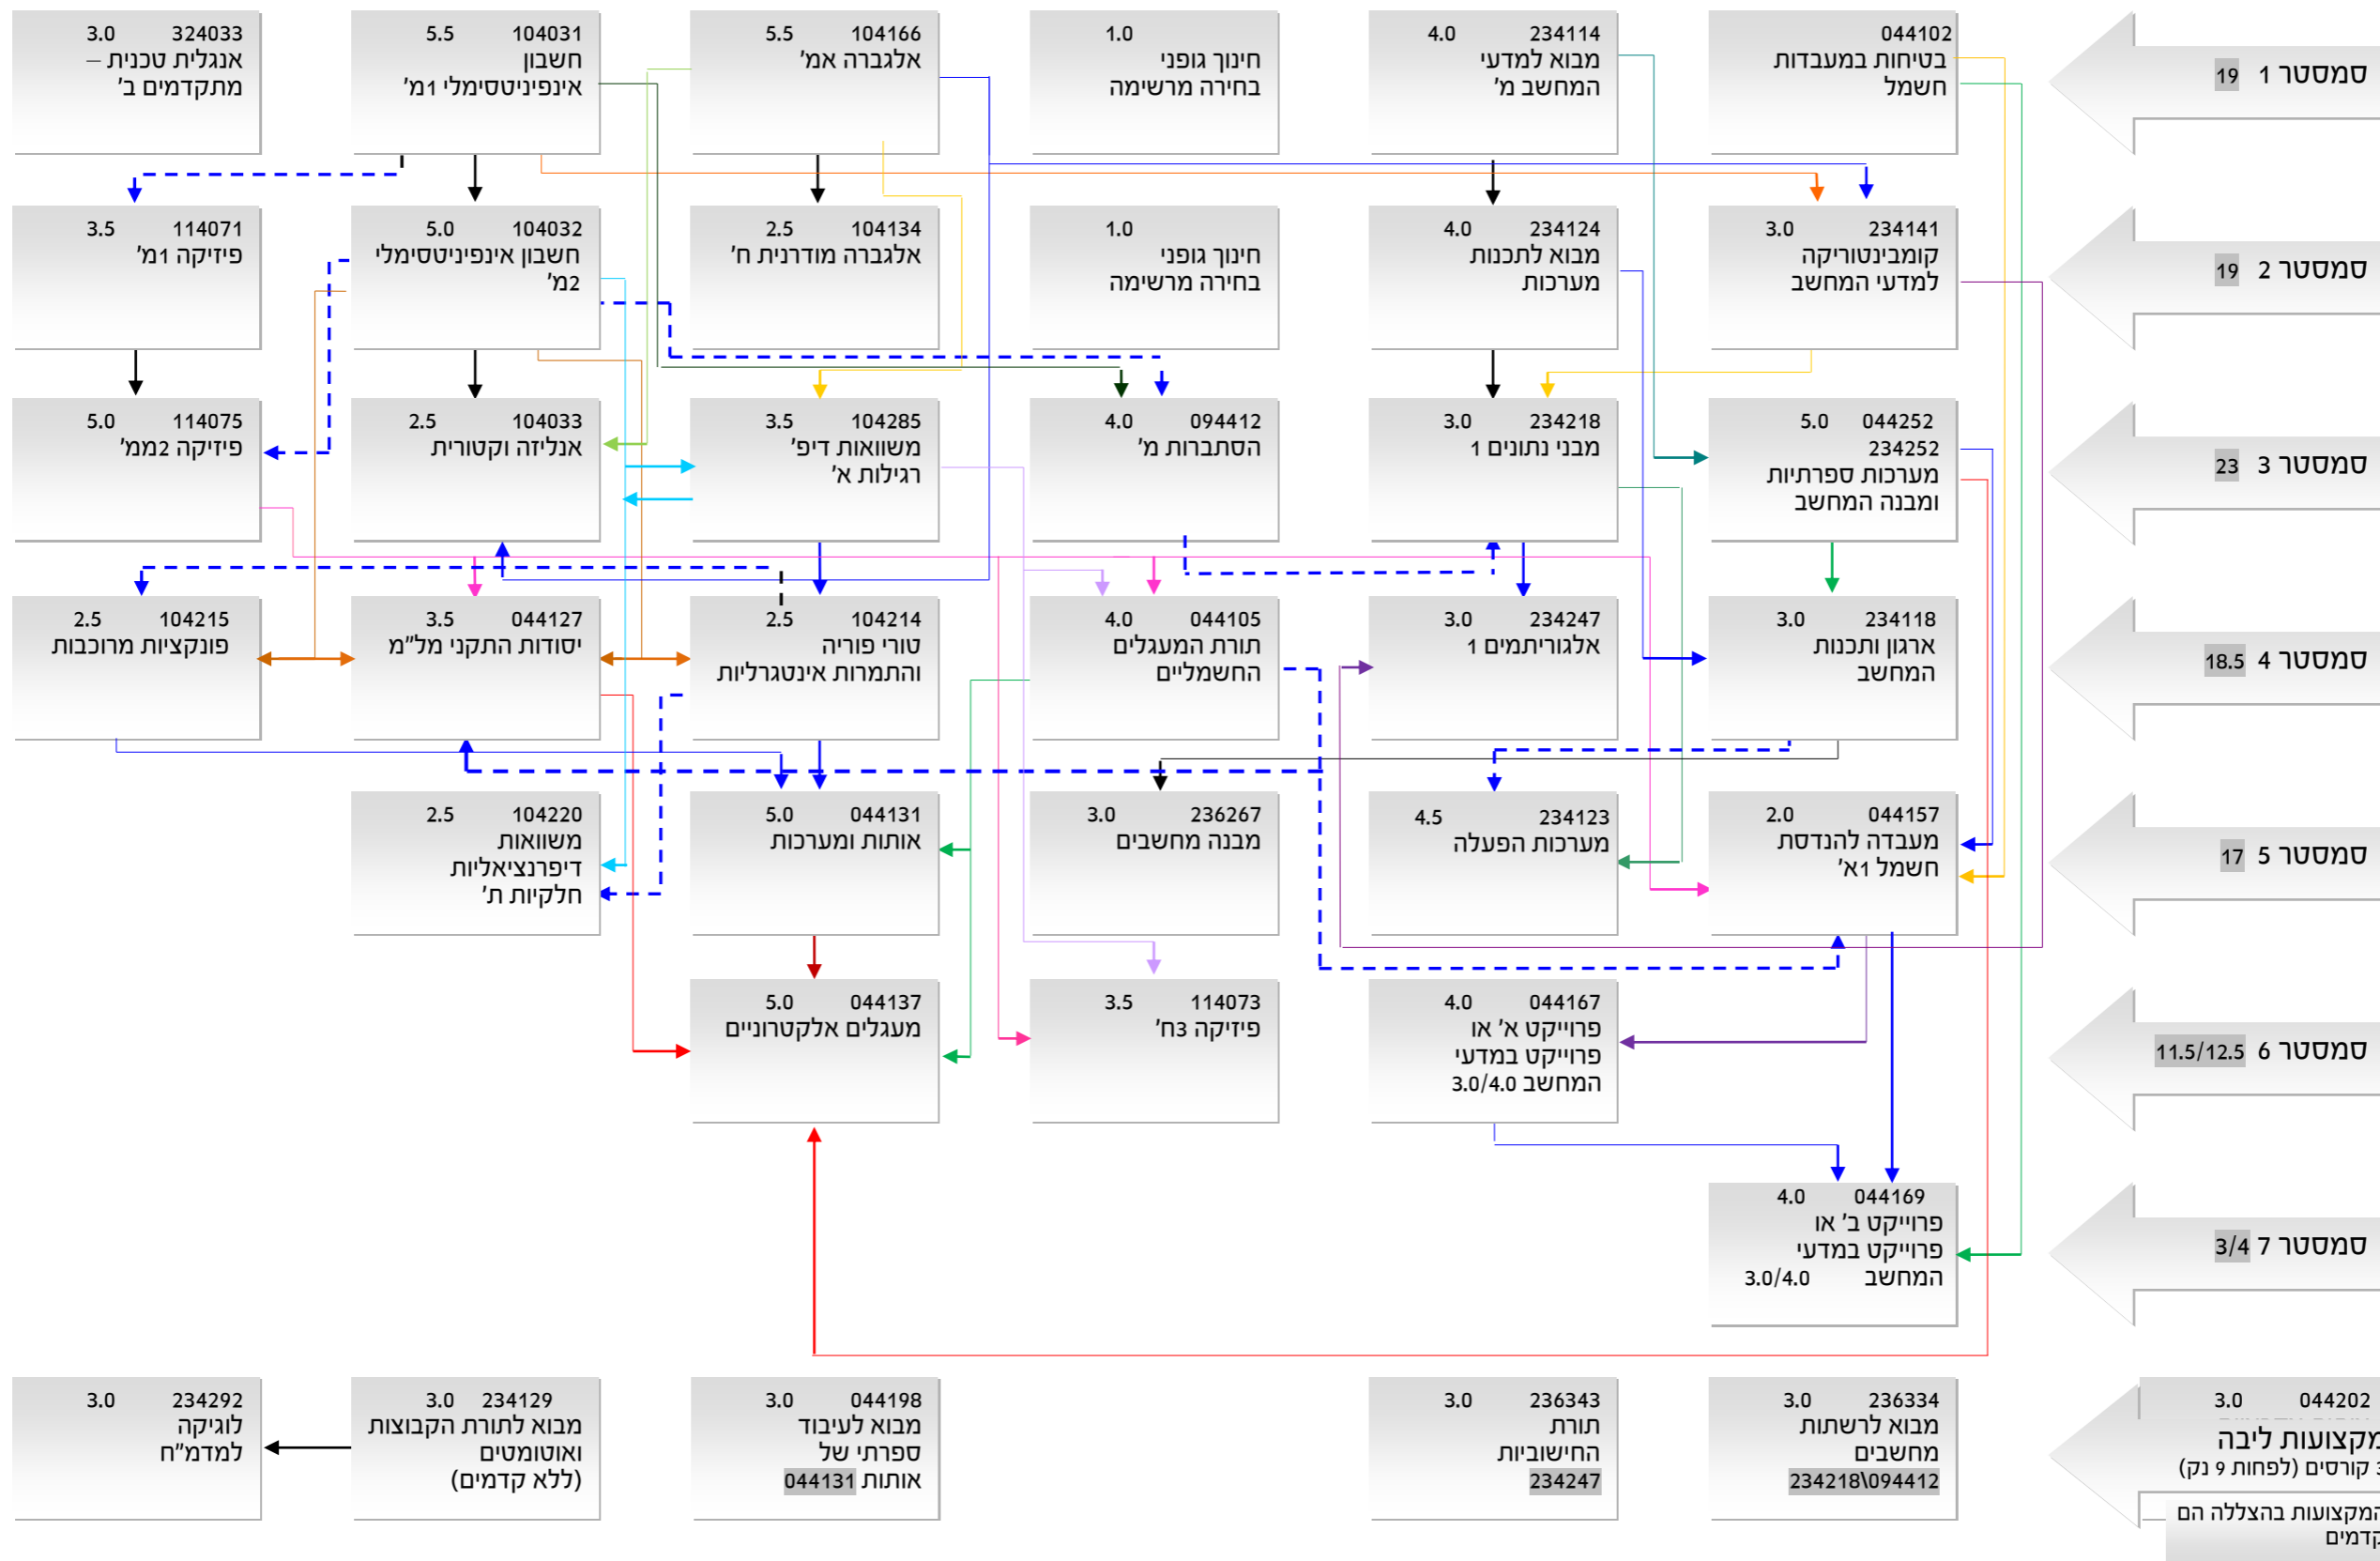 סמסטר 1 19
044102
בטיחות במעבדות
חשמל
234114 4.0
מבוא למדעי
המחשב מ'
1.0
חינוך גופני
בחירה מרשימה
104166 5.5
אלגברה אמ'
104031 5.5
חשבון
אינפיניטסימלי 1מ'
324033 3.0
אנגלית טכנית –
מתקדמים ב'
סמסטר 2 19
234141 3.0
קומבינטוריקה
למדעי המחשב
234124 4.0
מבוא לתכנות
מערכות
1.0
חינוך גופני
בחירה מרשימה
104134 2.5
אלגברה מודרנית ח'
104032 5.0
חשבון אינפיניטסימלי
2מ'
114071 3.5
פיזיקה 1מ'
סמסטר 3 23
044252 5.0
234252
מערכות ספרתיות
ומבנה המחשב
234218 3.0
מבני נתונים 1
094412 4.0
הסתברות מ'
104285 3.5
משוואות דיפ'
רגילות א'
104033 2.5
אנליזה וקטורית
114075 5.0
פיזיקה 2ממ'
סמסטר 4 18.5
234118 3.0
ארגון ותכנות
המחשב
234247 3.0
אלגוריתמים 1
044105 4.0
תורת המעגלים
החשמליים
104214 2.5
טורי פוריה
והתמרות אינטגרליות
044127 3.5
יסודות התקני מל"מ
104215 2.5
פונקציות מרוכבות
סמסטר 5 17
044157 2.0
מעבדה להנדסת
חשמל 1א'
234123 4.5
מערכות הפעלה
236267 3.0
מבנה מחשבים
044131 5.0
אותות ומערכות
104220 2.5
משוואות
דיפרנציאליות
חלקיות ת'
סמסטר 6 11.5/12.5
044167 4.0
פרוייקט א' או
פרוייקט במדעי
המחשב 3.0/4.0
114073 3.5
פיזיקה 3ח'
044137 5.0
מעגלים אלקטרוניים
סמסטר 7 3/4
044169 4.0
פרוייקט ב' או
פרוייקט במדעי
המחשב 3.0/4.0
044202 3.0
מקצועות ליבה
3 קורסים (לפחות 9 נק)
המקצועות בהצללה הם
קדמים
236334 3.0
מבוא לרשתות
מחשבים
234218\094412
236343 3.0
תורת
החישוביות
234247
044198 3.0
מבוא לעיבוד
ספרתי של
אותות 044131
234129 3.0
מבוא לתורת הקבוצות
ואוטומטים
(ללא קדמים)
234292 3.0
לוגיקה
למדמ"ח